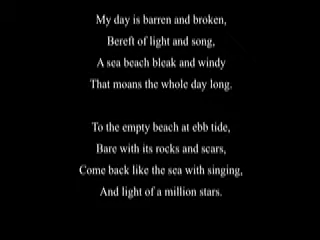 My day is barren and broken,
Bereft of light and song,
A sea beach bleak and windy
That moans the whole day long.
To the empty beach at ebb tide,
Bare with its rocks and scars,
Come back like the sea with singing,
And light of a million stars.